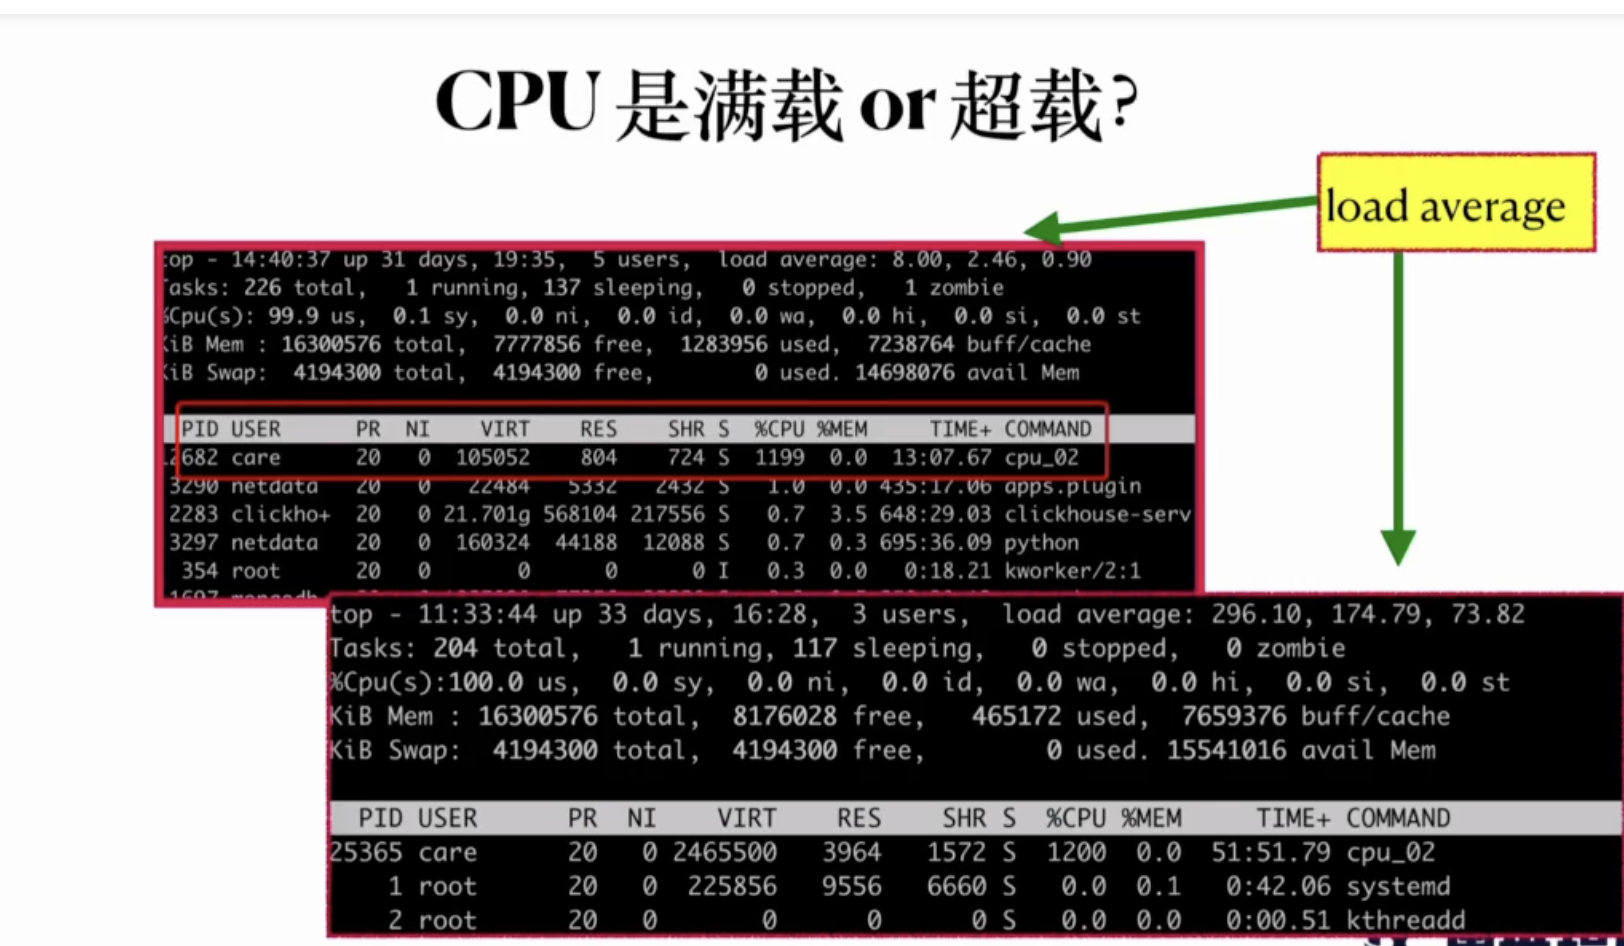 CPU 是满载 or 超载?
load average
top - 14:40:37 up 31 days, 19:35,  5 users,  load average: 8.00, 2.46, 0.90
Tasks: 226 total,   1 running, 137 sleeping,   0 stopped,   1 zombie
%Cpu(s): 99.9 us,  0.1 sy,  0.0 ni,  0.0 id,  0.0 wa,  0.0 hi,  0.0 si,  0.0 st
KiB Mem : 16300576 total,  7777856 free,  1283956 used,  7238764 buff/cache
KiB Swap:  4194300 total,  4194300 free,        0 used. 14698076 avail Mem
PID USER      PR  NI    VIRT    RES    SHR S  %CPU %MEM     TIME+ COMMAND
2682 care      20   0  105052    804    724 S  1199  0.0  13:07.67 cpu_02
3290 netdata   20   0   22484   5332   2432 S   1.0  0.0 435:17.06 apps.plugin
2283 clickho+  20   0 21.701g 568104 217556 S   0.7  3.5 648:29.03 clickhouse-serv
3297 netdata   20   0  160324  44188  12088 S   0.7  0.3 695:36.09 python
354 root      20   0       0      0      0 I   0.3  0.0   0:18.21 kworker/2:1
1697 mongodb
top - 11:33:44 up 33 days, 16:28,  3 users,  load average: 296.10, 174.79, 73.82
Tasks: 204 total,   1 running, 117 sleeping,   0 stopped,   0 zombie
%Cpu(s):100.0 us,  0.0 sy,  0.0 ni,  0.0 id,  0.0 wa,  0.0 hi,  0.0 si,  0.0 st
KiB Mem : 16300576 total,  8176028 free,   465172 used,  7659376 buff/cache
KiB Swap:  4194300 total,  4194300 free,        0 used. 15541016 avail Mem
PID USER      PR  NI    VIRT    RES    SHR S  %CPU %MEM     TIME+ COMMAND
25365 care      20   0 2465500   3964   1572 S  1200  0.0  51:51.79 cpu_02
1 root      20   0  225856   9556   6660 S   0.0  0.1   0:42.06 systemd
2 root      20   0       0      0      0 S   0.0  0.0   0:00.51 kthreadd